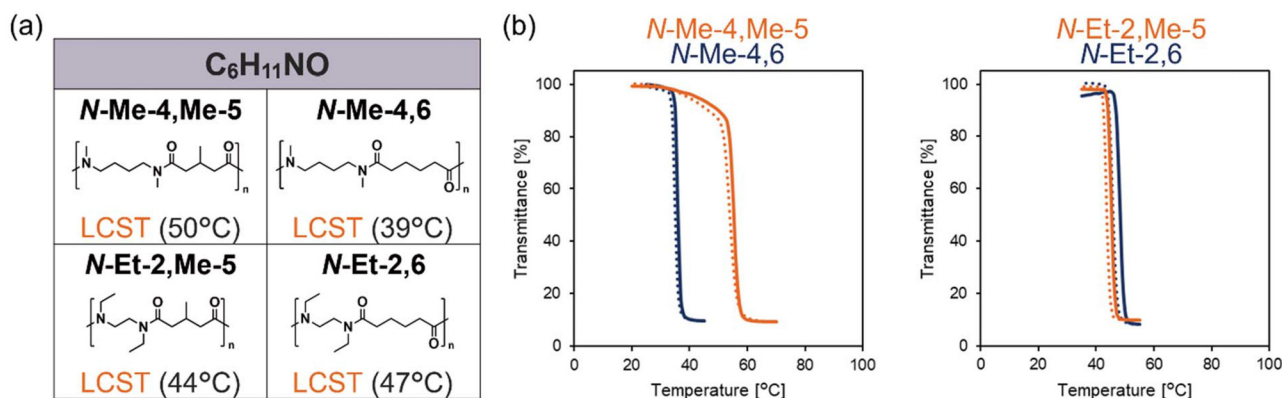 (a)
C₆H₁₁NO
N-Me-4,Me-5
N-Me-4,6
N
O
N
O
n
N
O
N
O
n
LCST (50°C)
LCST (39°C)
N-Et-2,Me-5
N-Et-2,6
N
O
N
O
n
N
O
N
O
n
LCST (44°C)
LCST (47°C)
(b)
N-Me-4,Me-5
N-Me-4,6
Transmittance [%]
100
80
60
40
20
0
0 20 40 60 80 100
Temperature [°C]
N-Et-2,Me-5
N-Et-2,6
Transmittance [%]
100
80
60
40
20
0
0 20 40 60 80 100
Temperature [°C]